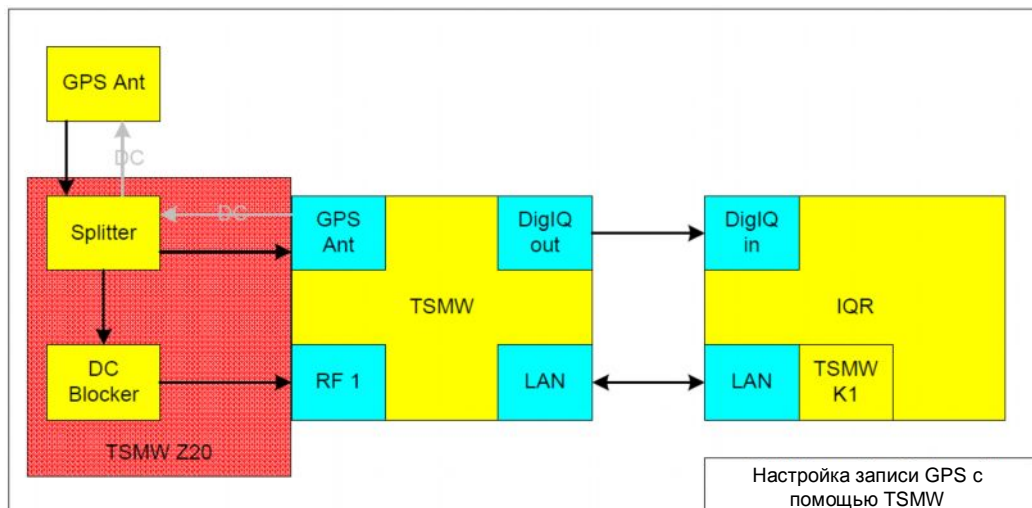 GPS Ant
DC
Splitter
DC
GPS
Ant
DigIQ
out
DigIQ
in
TSMW
IQR
DC
Blocker
RF 1
LAN
LAN
TSMW
K1
TSMW Z20
Настройка записи GPS с
помощью TSMW